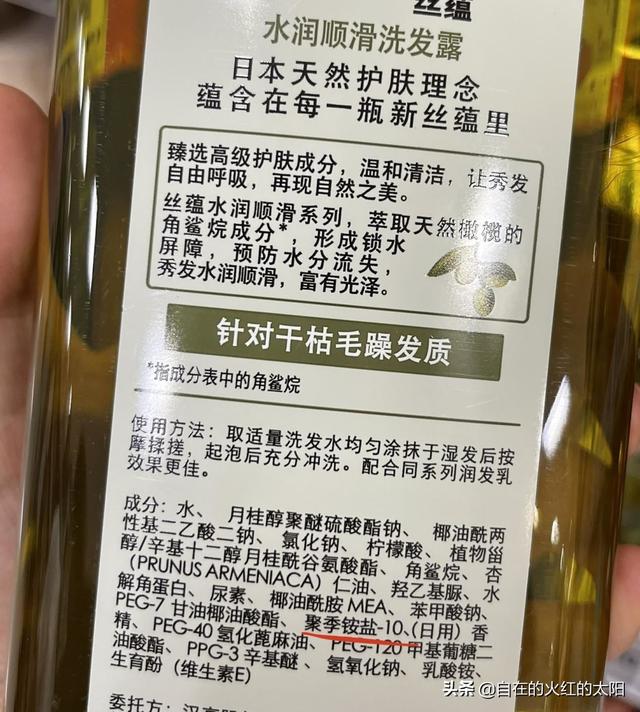 丝蕴
水润顺滑洗发露
日本天然护肤理念
蕴含在每一瓶新丝蕴里
臻选高级护肤成分，温和清洁，让秀发
自由呼吸，再现自然之美。
丝蕴水润顺滑系列，萃取天然橄榄的
角鲨烷成分*，形成锁水
屏障，预防水分流失，
秀发水润顺滑，富有光泽。
针对干枯毛躁发质
*指成分表中的角鲨烷
使用方法：取适量洗发水均匀涂抹于湿发后按
摩揉搓，起泡后充分冲洗。配合同系列润发乳
效果更佳。
成分：水、月桂醇聚醚硫酸酯钠、椰油酰两
性基二乙酸二钠、氯化钠、柠檬酸、植物甾
醇/辛基十二醇月桂酰谷氨酸酯、角鲨烷、杏
（PRUNUS ARMENIACA）仁油、羟乙基脲、水
解角蛋白、尿素、椰油酰胺 MEA、苯甲酸钠、
PEG-7 甘油椰油酸酯、聚季铵盐-10、（日用）香
精、PEG-40 氢化蓖麻油、PEG-120 甲基葡糖二
油酸酯、PPG-3 辛基醚、氢氧化钠、乳酸铵、
生育酚（维生素E）
委托方：汉高股
头条 @自在的火红的太阳